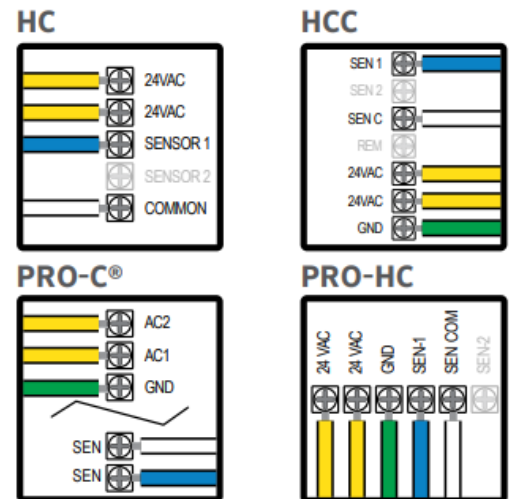 HC
24VAC
24VAC
SENSOR 1
SENSOR 2
COMMON
HCC
SEN 1
SEN 2
SEN C
REM
24VAC
24VAC
GND
PRO-C®
AC2
AC1
GND
SEN
SEN
PRO-HC
24 VAC
24 VAC
GND
SEN-1
SEN COM
SEN-2